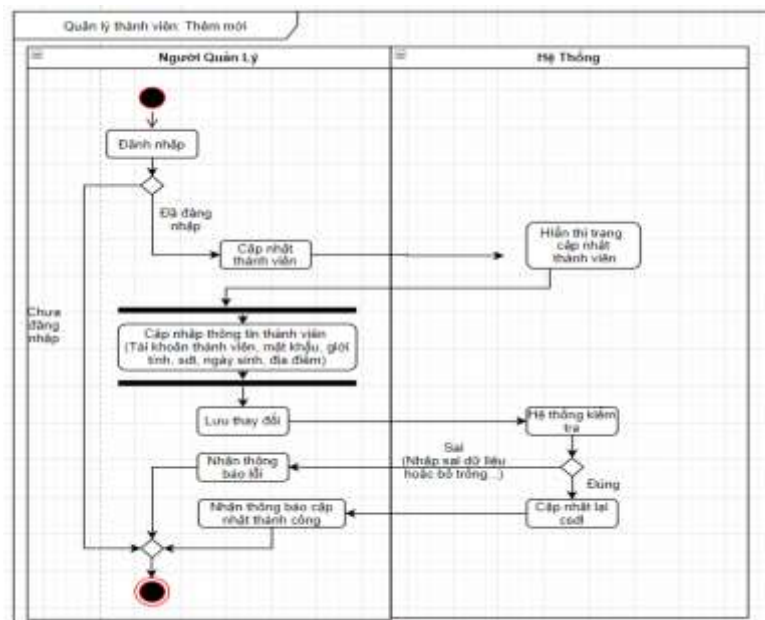 Quản lý thành viên: Thêm mới
Người Quản Lý
Hệ Thống
Đănh nhập
Đã đăng
nhập
Cập nhật
thành viên
Hiển thị trang
cập nhật
thành viên
Chưa
đăng
nhập
Cập nhập thông tin thành viên
(Tài khoản thành viên, mật khẩu, giới
tính, sdt, ngày sinh, địa điểm)
Lưu thay đổi
Hệ thống kiểm
tra
Sai
(Nhập sai dữ liệu
hoặc bỏ trống...)
Nhận thông
báo lỗi
Đúng
Nhận thông báo cập
nhật thành công
Cập nhật lại
csdl